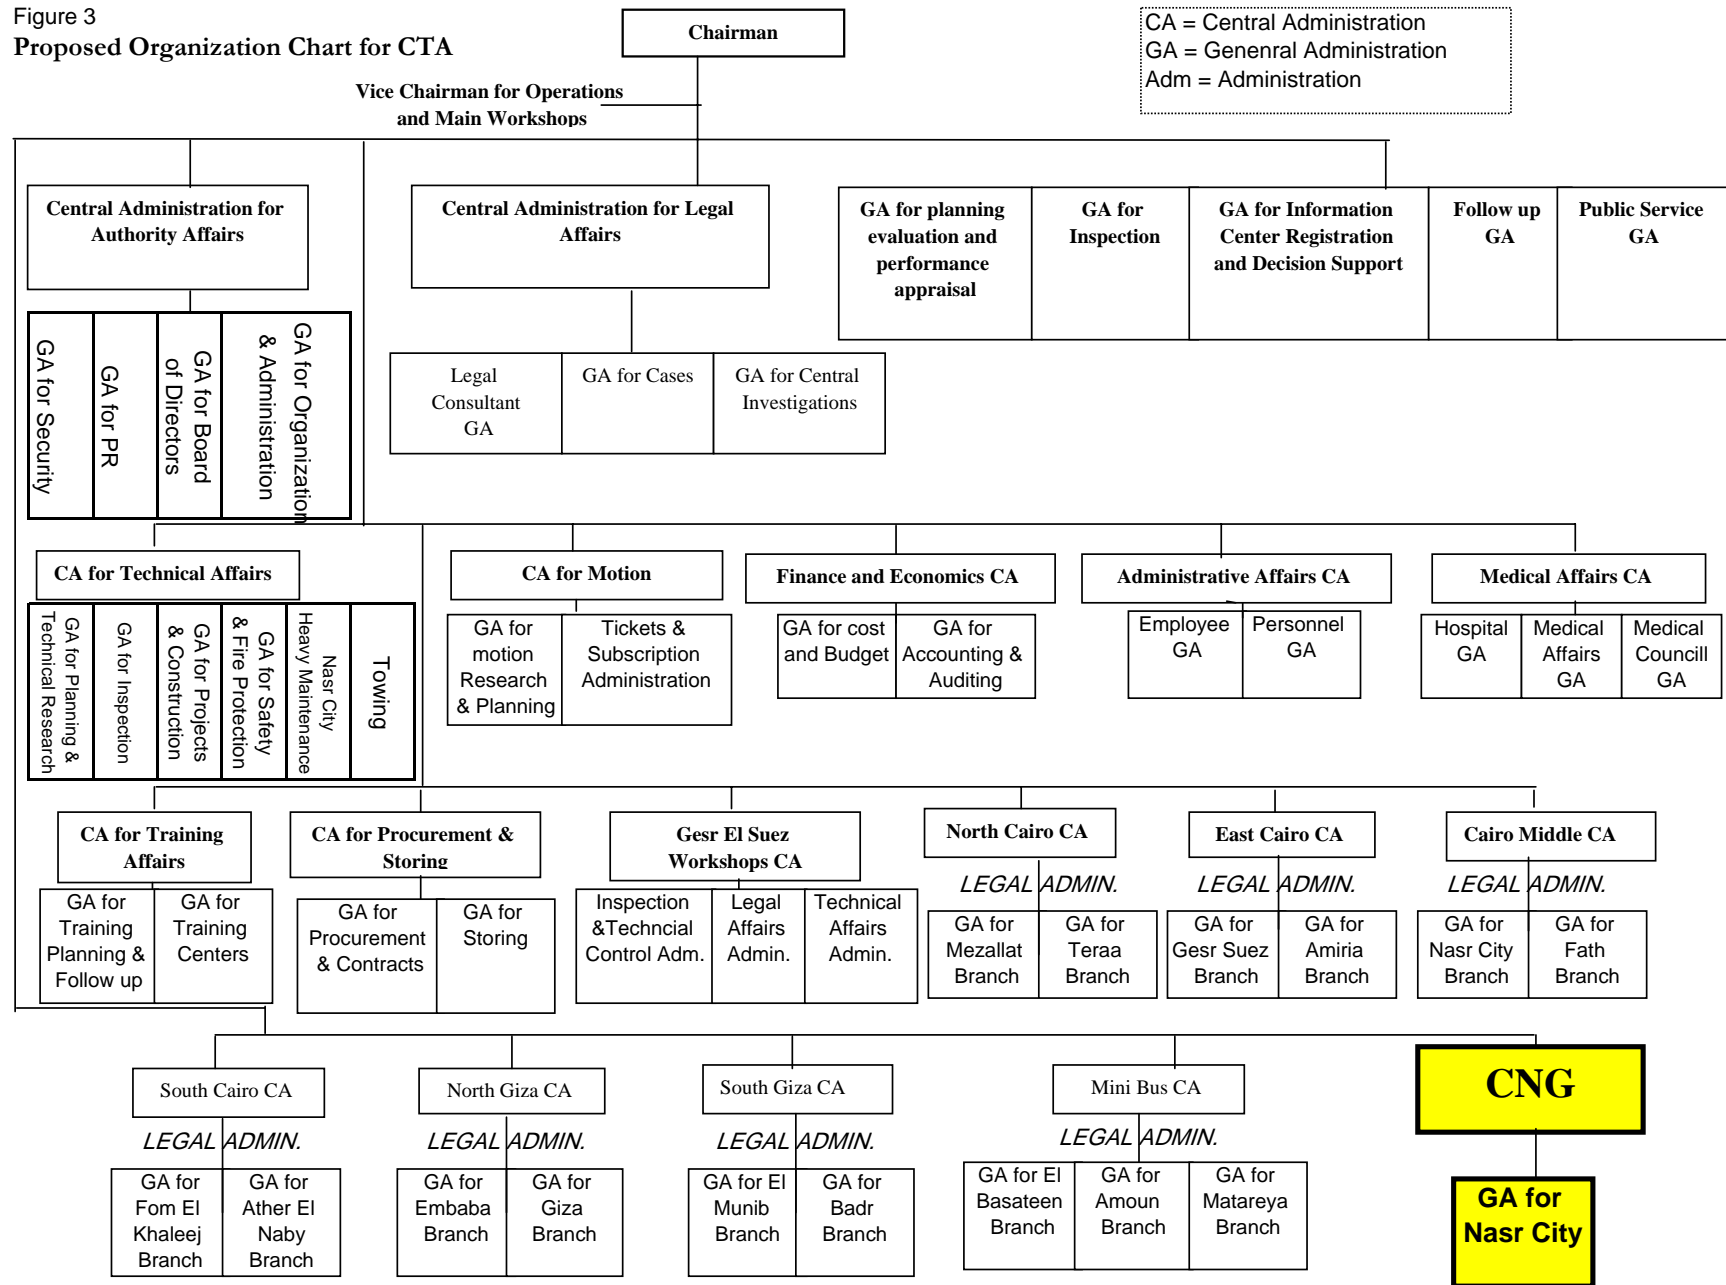 Figure 3
Proposed Organization Chart for CTA
Chairman
CA = Central Administration
GA = Genenral Administration
Adm = Administration
Vice Chairman for Operations
and Main Workshops
Central Administration for
Authority Affairs
Central Administration for Legal
Affairs
GA for planning
evaluation and
performance
appraisal
GA for
Inspection
GA for Information
Center Registration
and Decision Support
Follow up
GA
Public Service
GA
GA for Security
GA for PR
GA for Board
of Directors
GA for Organization
& Administration
Legal
Consultant
GA
GA for Cases
GA for Central
Investigations
CA for Technical Affairs
CA for Motion
Finance and Economics CA
Administrative Affairs CA
Medical Affairs CA
GA for Planning &
Technical Research
GA for Inspection
GA for Projects
& Construction
GA for Safety
& Fire Protection
Nasr City
Heavy Maintenance
Towing
GA for
motion
Research
& Planning
Tickets &
Subscription
Administration
GA for cost
and Budget
GA for
Accounting &
Auditing
Employee
GA
Personnel
GA
Hospital
GA
Medical
Affairs
GA
Medical
Councill
GA
CA for Training
Affairs
CA for Procurement &
Storing
Gesr El Suez
Workshops CA
North Cairo CA
East Cairo CA
Cairo Middle CA
LEGAL ADMIN.
LEGAL ADMIN.
LEGAL ADMIN.
GA for
Training
Planning &
Follow up
GA for
Training
Centers
GA for
Procurement
& Contracts
GA for
Storing
Inspection
&Techncial
Control Adm.
Legal
Affairs
Admin.
Technical
Affairs
Admin.
GA for
Mezallat
Branch
GA for
Teraa
Branch
GA for
Gesr Suez
Branch
GA for
Amiria
Branch
GA for
Nasr City
Branch
GA for
Fath
Branch
South Cairo CA
North Giza CA
South Giza CA
Mini Bus CA
CNG
LEGAL ADMIN.
LEGAL ADMIN.
LEGAL ADMIN.
LEGAL ADMIN.
GA for
Fom El
Khaleej
Branch
GA for
Ather El
Naby
Branch
GA for
Embaba
Branch
GA for
Giza
Branch
GA for El
Munib
Branch
GA for
Badr
Branch
GA for El
Basateen
Branch
GA for
Amoun
Branch
GA for
Matareya
Branch
GA for
Nasr City